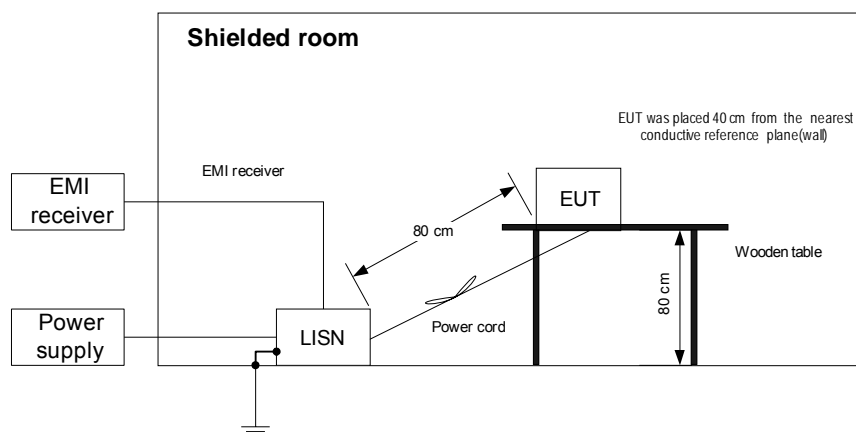 Shielded room
EUT was placed 40 cm from the nearest
conductive reference plane(wall)
EMI
receiver
EMI receiver
80 cm
EUT
Wooden table
80 cm
Power
supply
LISN
Power cord